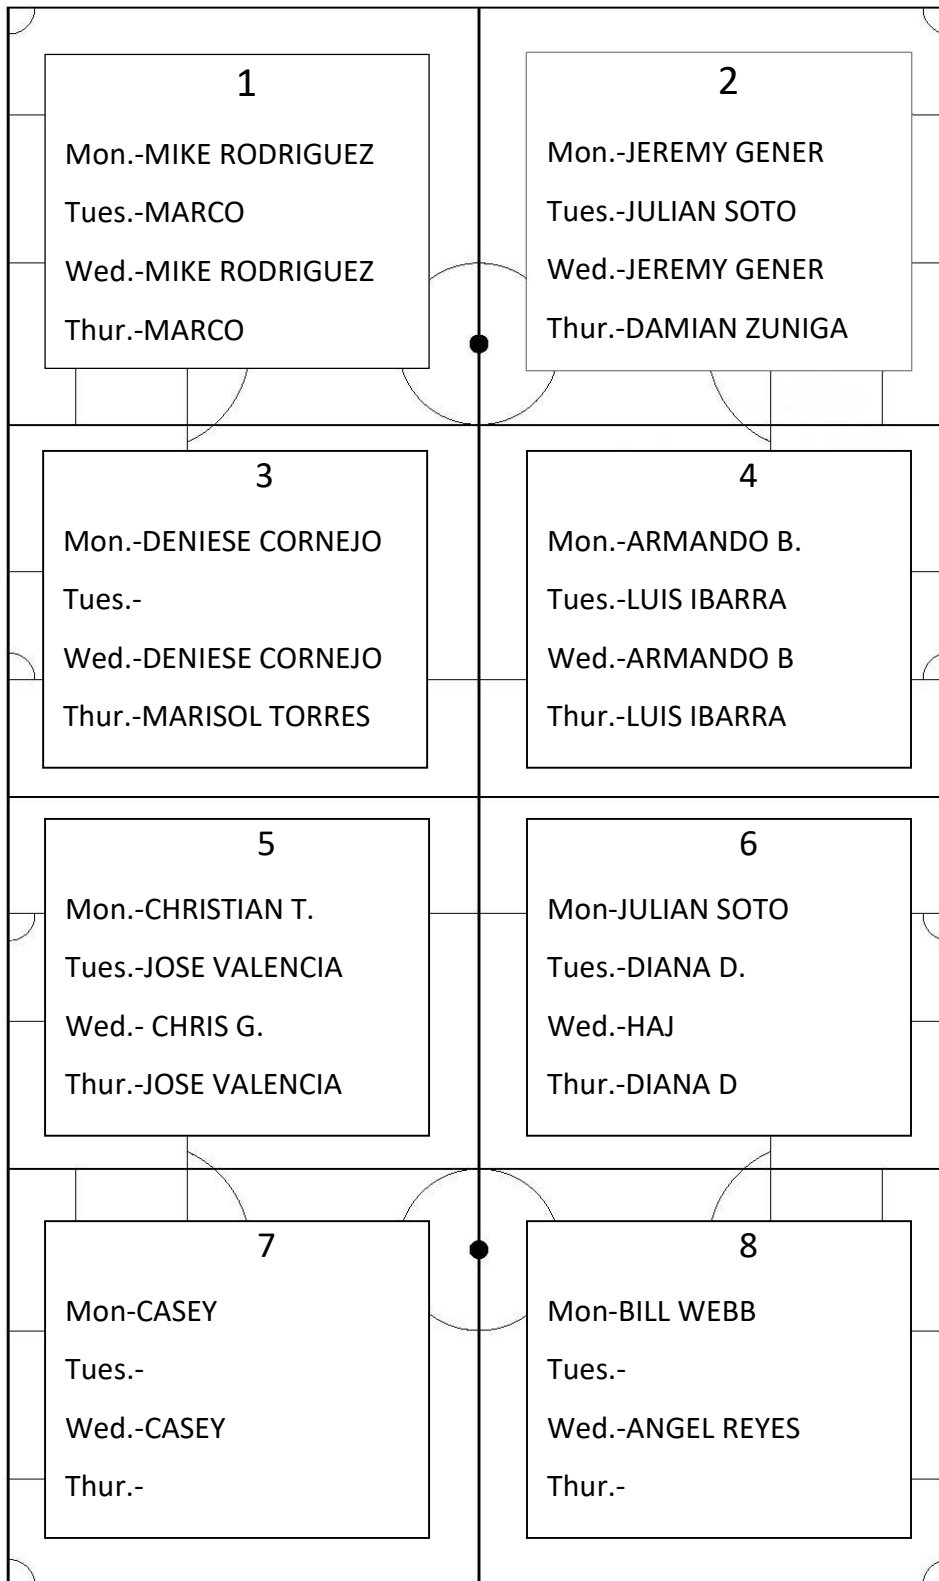 1
Mon.-MIKE RODRIGUEZ
Tues.-MARCO
Wed.-MIKE RODRIGUEZ
Thur.-MARCO
2
Mon.-JEREMY GENER
Tues.-JULIAN SOTO
Wed.-JEREMY GENER
Thur.-DAMIAN ZUNIGA
3
Mon.-DENIESE CORNEJO
Tues.-
Wed.-DENIESE CORNEJO
Thur.-MARISOL TORRES
4
Mon.-ARMANDO B.
Tues.-LUIS IBARRA
Wed.-ARMANDO B
Thur.-LUIS IBARRA
5
Mon.-CHRISTIAN T.
Tues.-JOSE VALENCIA
Wed.- CHRIS G.
Thur.-JOSE VALENCIA
6
Mon-JULIAN SOTO
Tues.-DIANA D.
Wed.-HAJ
Thur.-DIANA D
7
Mon-CASEY
Tues.-
Wed.-CASEY
Thur.-
8
Mon-BILL WEBB
Tues.-
Wed.-ANGEL REYES
Thur.-